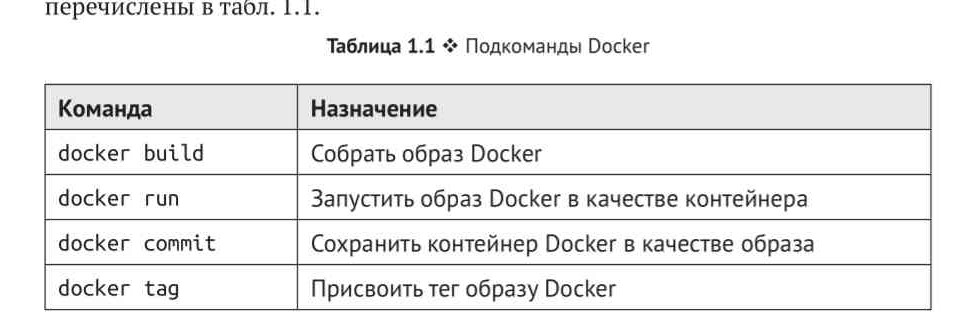 перечислены в табл. 1.1.
Таблица 1.1 ❖ Подкоманды Docker
Команда Назначение
docker build Собрать образ Docker
docker run Запустить образ Docker в качестве контейнера
docker commit Сохранить контейнер Docker в качестве образа
docker tag Присвоить тег образу Docker